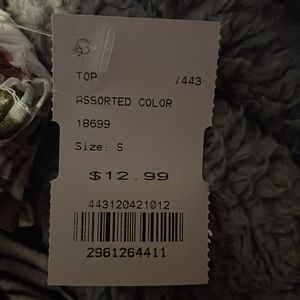 TOP /443
ASSORTED COLOR
18699
Size: S
$12.99
443120421012
2961264411